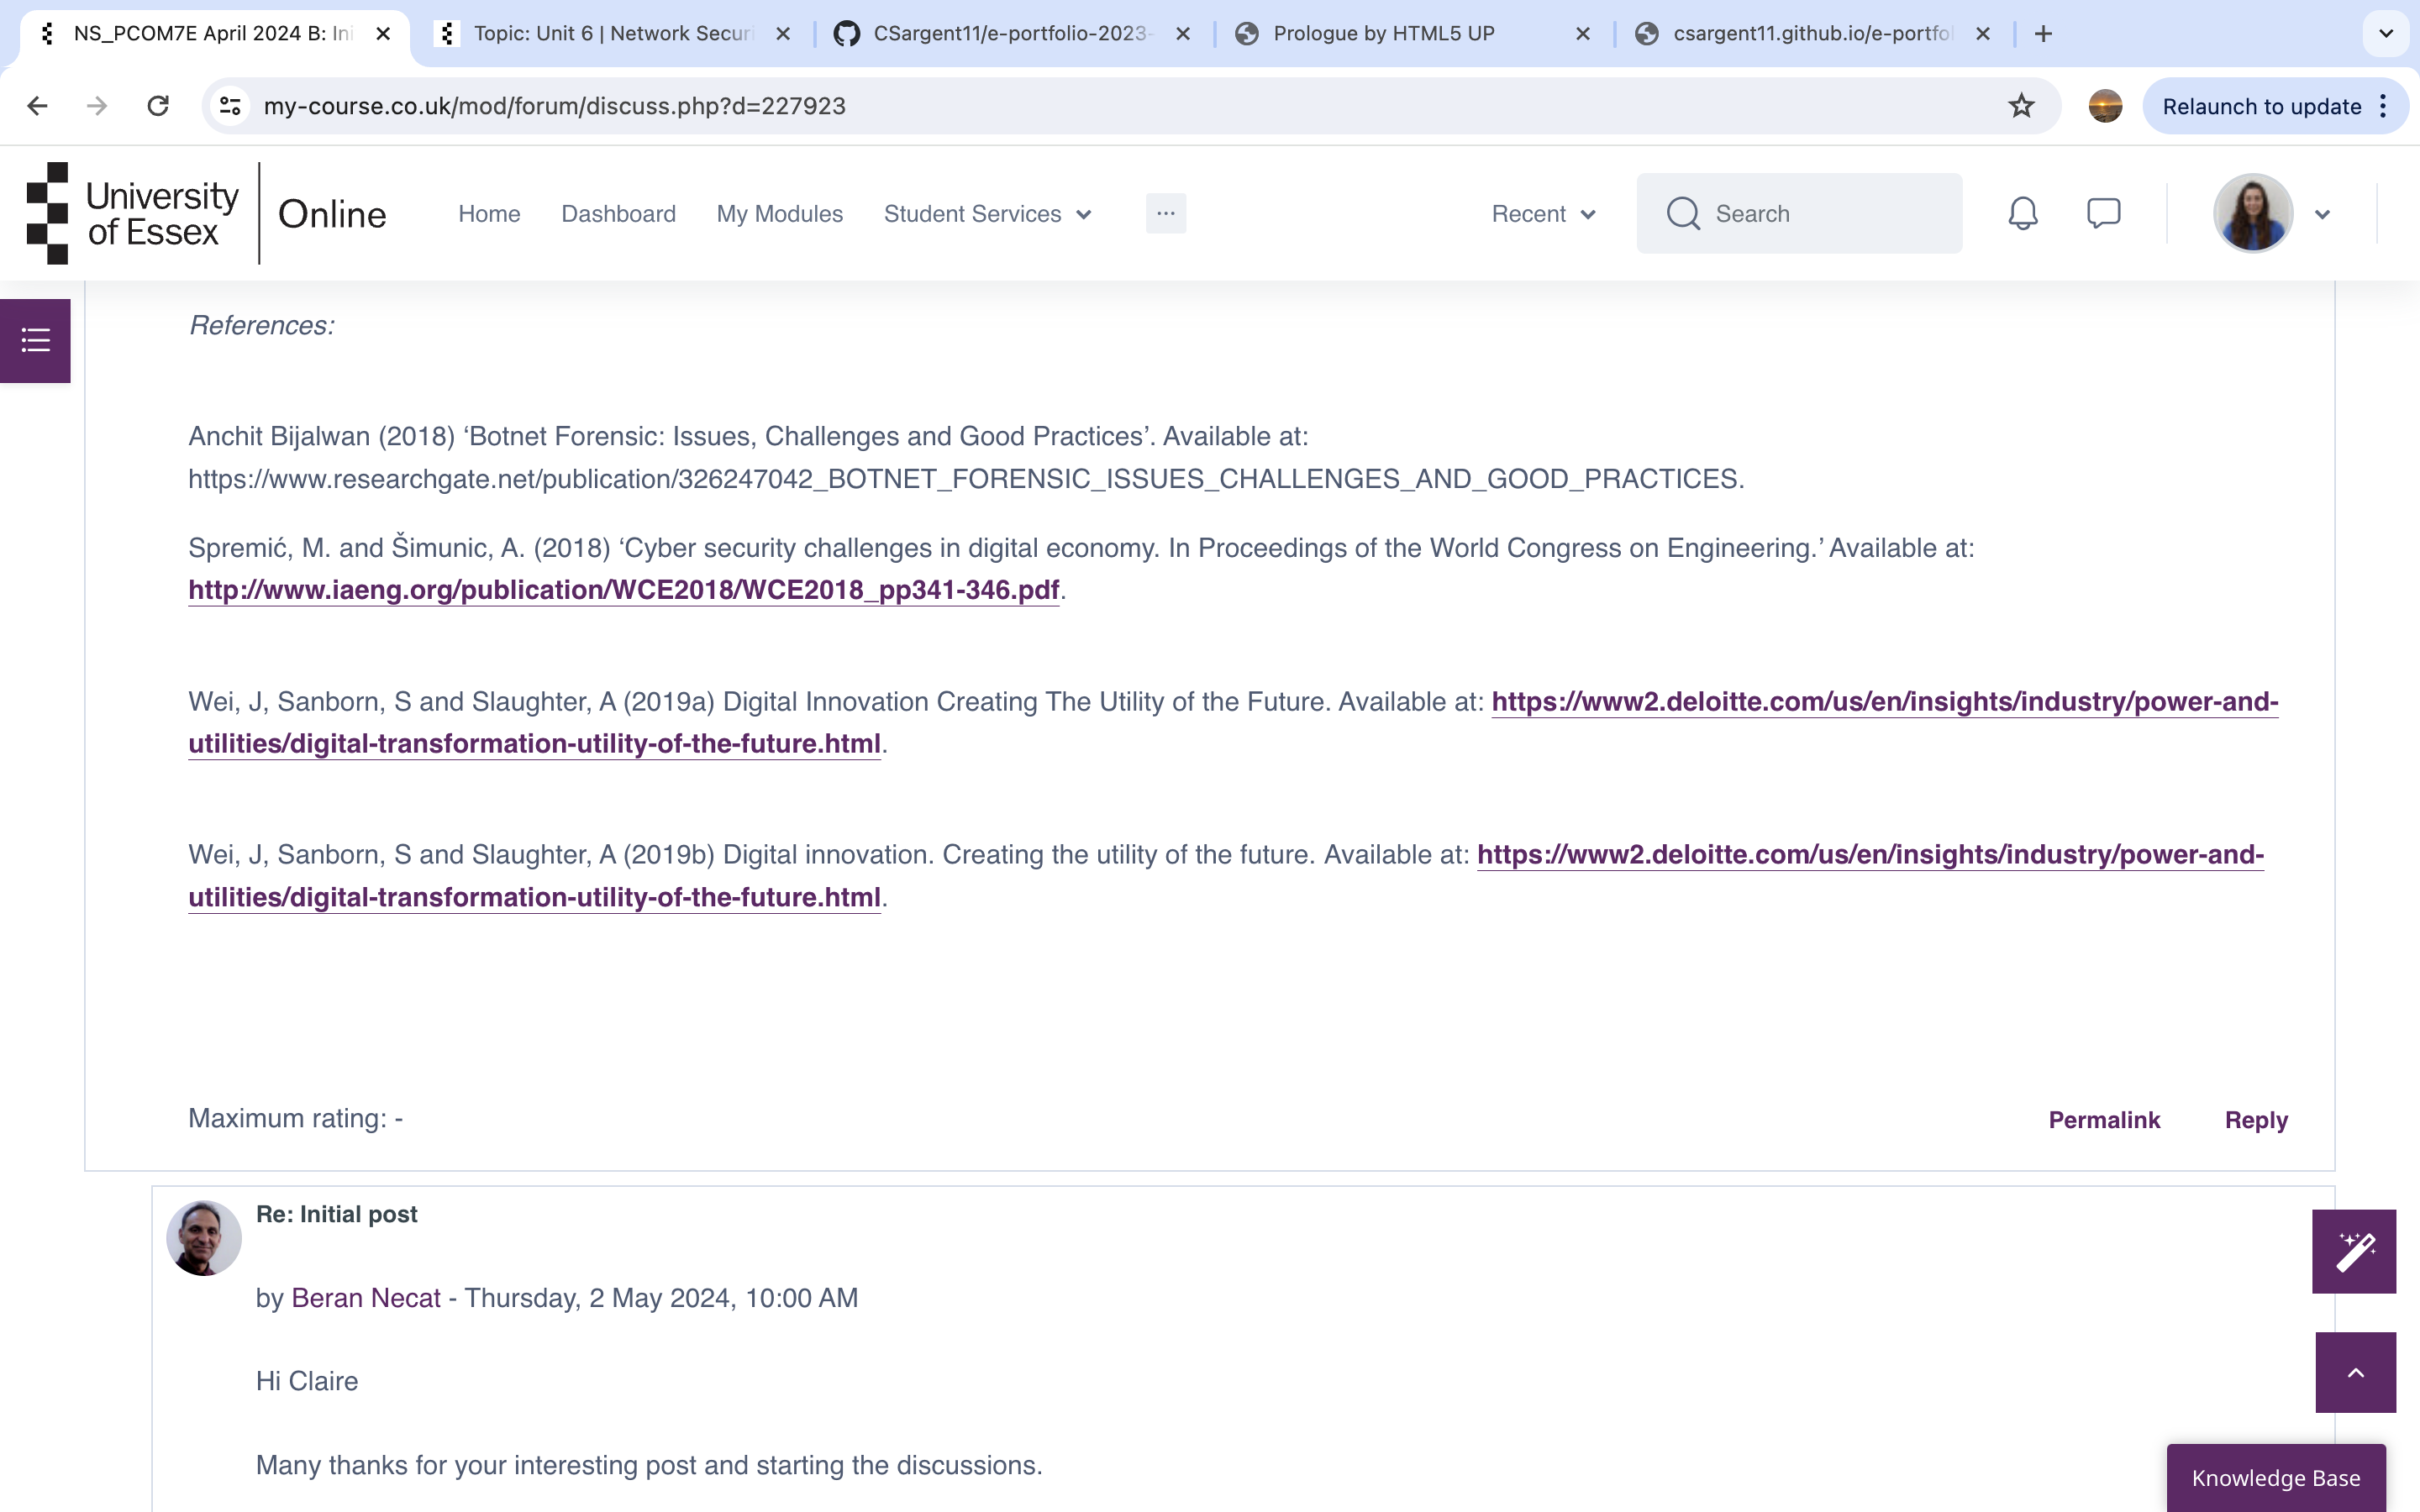 NS_PCOM7E April 2024 B: Ini
Topic: Unit 6 | Network Securi
CSargent11/e-portfolio-2023-
Prologue by HTML5 UP
csargent11.github.io/e-portfol
my-course.co.uk/mod/forum/discuss.php?d=227923
Relaunch to update
University
of Essex
Online
Home
Dashboard
My Modules
Student Services
Recent
Search
References:
Anchit Bijalwan (2018) ‘Botnet Forensic: Issues, Challenges and Good Practices’. Available at:
https://www.researchgate.net/publication/326247042_BOTNET_FORENSIC_ISSUES_CHALLENGES_AND_GOOD_PRACTICES.
Spremić, M. and Šimunic, A. (2018) ‘Cyber security challenges in digital economy. In Proceedings of the World Congress on Engineering.’ Available at:
http://www.iaeng.org/publication/WCE2018/WCE2018_pp341-346.pdf.
Wei, J, Sanborn, S and Slaughter, A (2019a) Digital Innovation Creating The Utility of the Future. Available at: https://www2.deloitte.com/us/en/insights/industry/power-and-
utilities/digital-transformation-utility-of-the-future.html.
Wei, J, Sanborn, S and Slaughter, A (2019b) Digital innovation. Creating the utility of the future. Available at: https://www2.deloitte.com/us/en/insights/industry/power-and-
utilities/digital-transformation-utility-of-the-future.html.
Maximum rating: -
Permalink
Reply
Re: Initial post
by Beran Necat - Thursday, 2 May 2024, 10:00 AM
Hi Claire
Many thanks for your interesting post and starting the discussions.
Knowledge Base